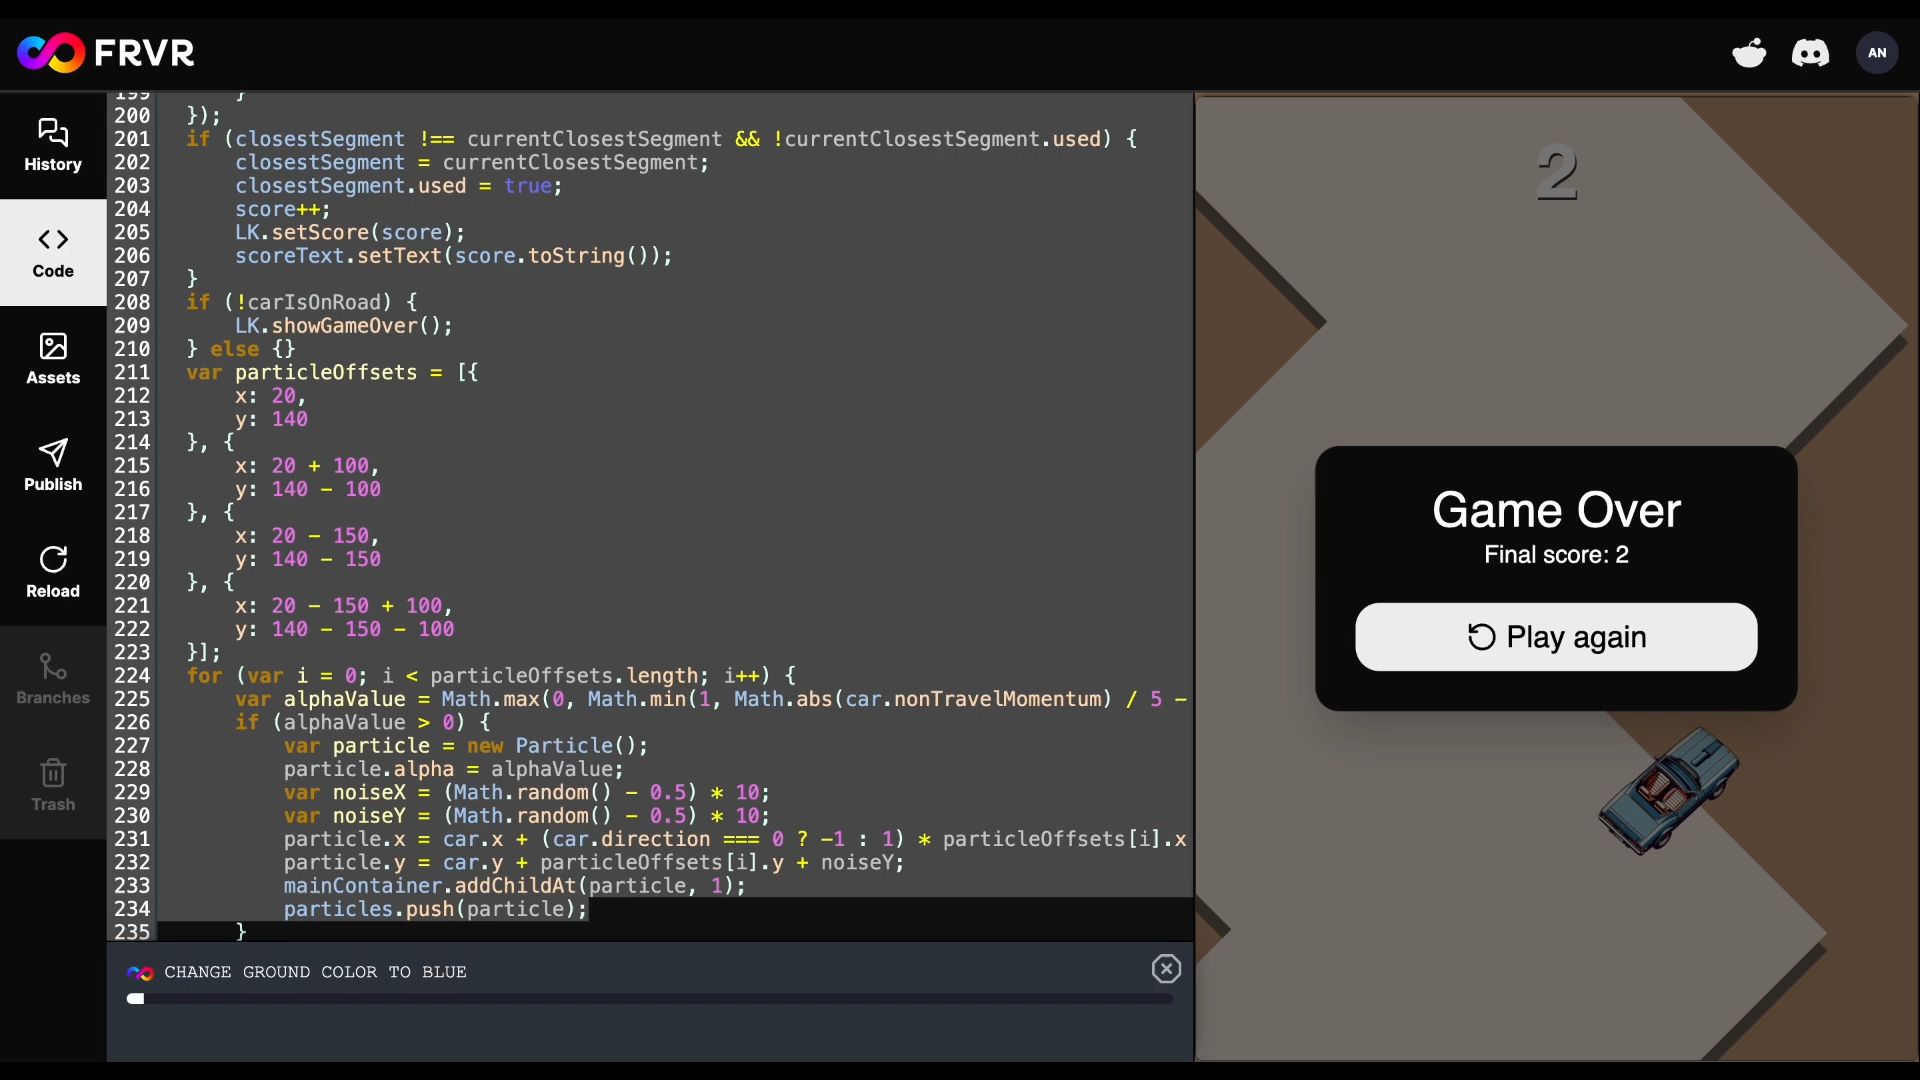 FRVR
AN
History
Code
Assets
Publish
Reload
Branches
Trash
199 }
200 });
201 if (closestSegment !== currentClosestSegment && !currentClosestSegment.used) {
202 closestSegment = currentClosestSegment;
203 closestSegment.used = true;
204 score++;
205 LK.setScore(score);
206 scoreText.setText(score.toString());
207 }
208 if (!carIsOnRoad) {
209 LK.showGameOver();
210 } else {}
211 var particleOffsets = [{
212 x: 20,
213 y: 140
214 }, {
215 x: 20 + 100,
216 y: 140 - 100
217 }, {
218 x: 20 - 150,
219 y: 140 - 150
220 }, {
221 x: 20 - 150 + 100,
222 y: 140 - 150 - 100
223 }];
224 for (var i = 0; i < particleOffsets.length; i++) {
225 var alphaValue = Math.max(0, Math.min(1, Math.abs(car.nonTravelMomentum) / 5 -
226 if (alphaValue > 0) {
227 var particle = new Particle();
228 particle.alpha = alphaValue;
229 var noiseX = (Math.random() - 0.5) * 10;
230 var noiseY = (Math.random() - 0.5) * 10;
231 particle.x = car.x + (car.direction === 0 ? -1 : 1) * particleOffsets[i].x
232 particle.y = car.y + particleOffsets[i].y + noiseY;
233 mainContainer.addChildAt(particle, 1);
234 particles.push(particle);
235 }
CHANGE GROUND COLOR TO BLUE
2
Game Over
Final score: 2
Play again